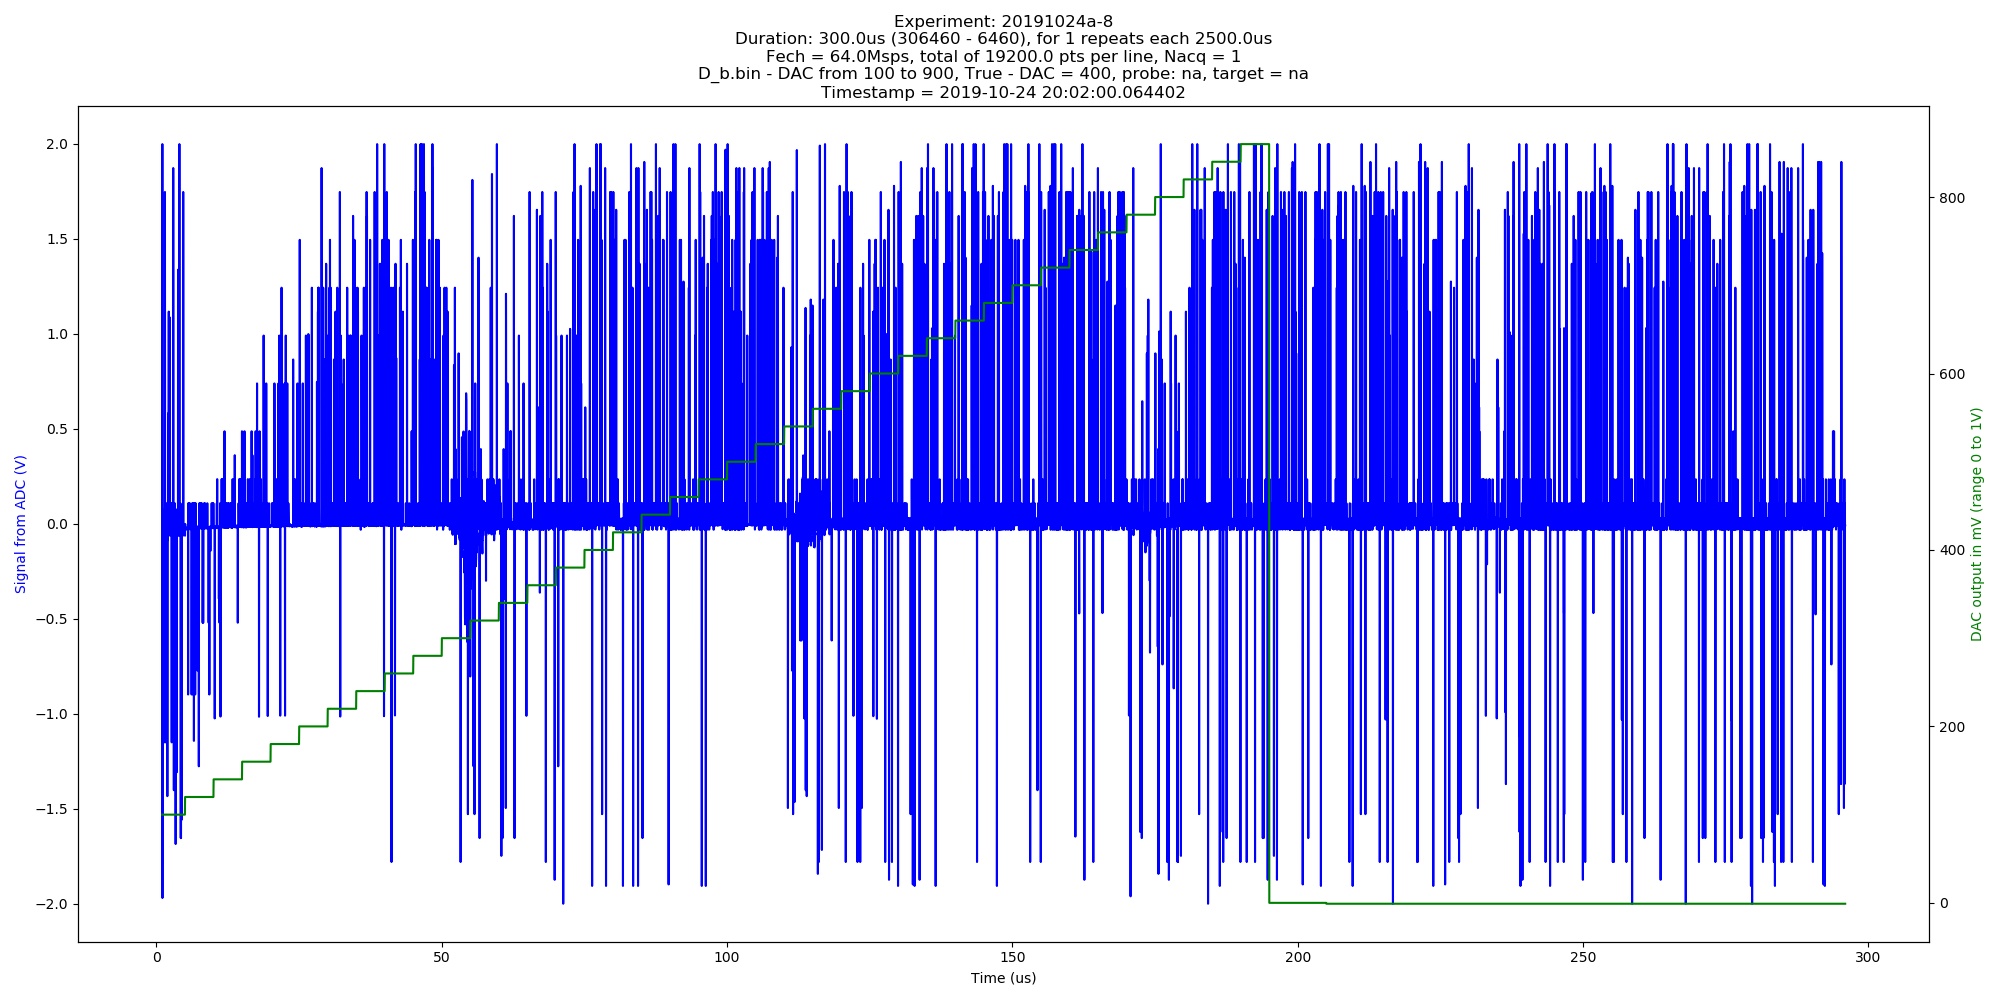 Experiment: 20191024a-8
Duration: 300.0us (306460 - 6460), for 1 repeats each 2500.0us
Fech = 64.0Msps, total of 19200.0 pts per line, Nacq = 1
D_b.bin - DAC from 100 to 900, True - DAC = 400, probe: na, target = na
Timestamp = 2019-10-24 20:02:00.064402
Signal from ADC (V)
2.0
1.5
1.0
0.5
0.0
−0.5
−1.0
−1.5
−2.0
0
50
100
150
200
250
300
Time (us)
800
600
400
200
0
DAC output in mV (range 0 to 1V)